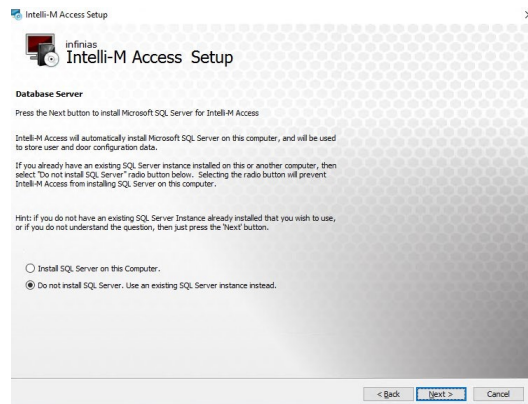 Intelli-M Access Setup
infinias
Intelli-M Access Setup
Database Server
Press the Next button to install Microsoft SQL Server for Intelli-M Access
Intelli-M Access will automatically install Microsoft SQL Server on this computer, and will be used
to store user and door configuration data.
If you already have an existing SQL Server instance installed on this or another computer, then
select "Do not install SQL Server" radio button below. Selecting the radio button will prevent
Intelli-M Access from installing SQL Server on this computer.
Hint: if you do not have an existing SQL Server Instance already installed that you wish to use,
or if you do not understand the question, then just press the 'Next' button.
Install SQL Server on this Computer.
Do not install SQL Server. Use an existing SQL Server instance instead.
< Back Next > Cancel